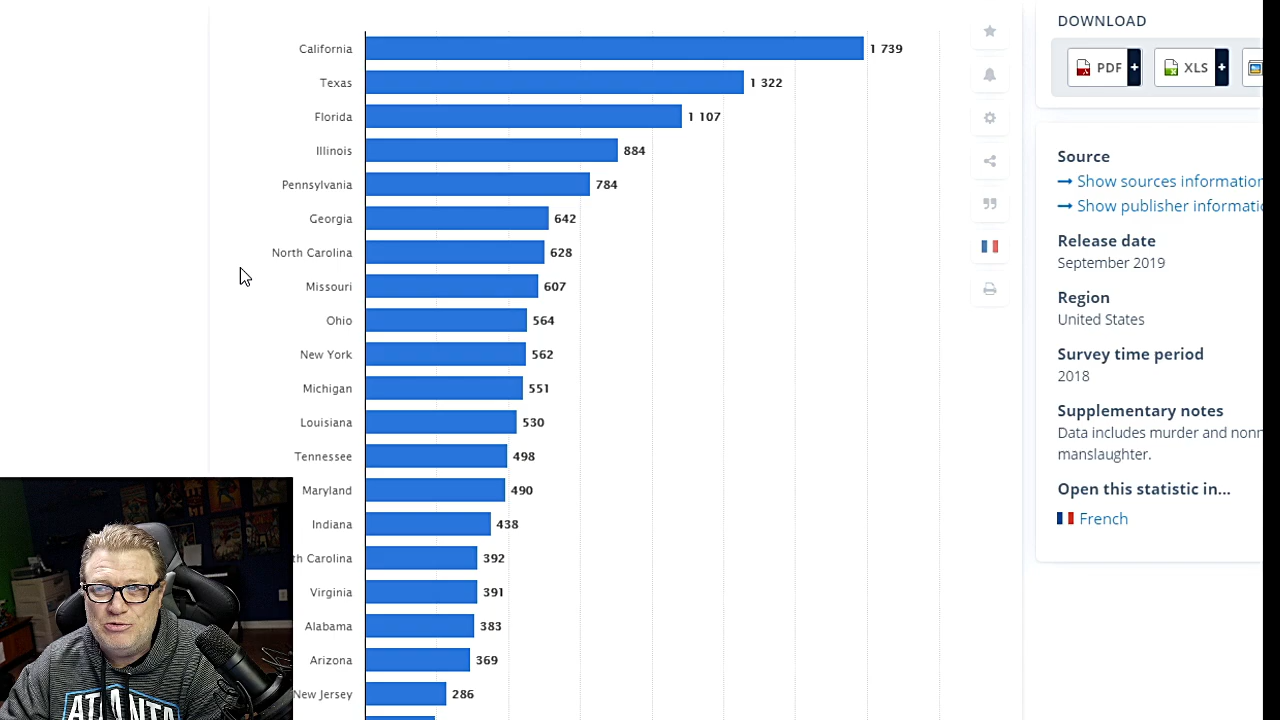 DOWNLOAD
California 1 739
PDF +
XLS +
Texas 1 322
Florida 1 107
Illinois 884
Source
Pennsylvania 784
Show sources information
Show publisher informati
Georgia 642
Release date
North Carolina 628
September 2019
Missouri 607
Region
Ohio 564
United States
New York 562
Survey time period
2018
Michigan 551
Supplementary notes
Louisiana 530
Data includes murder and nonn
manslaughter.
Tennessee 498
Maryland 490
Open this statistic in...
Indiana 438
French
th Carolina 392
Virginia 391
Alabama 383
Arizona 369
New Jersey 286
ATLANTA